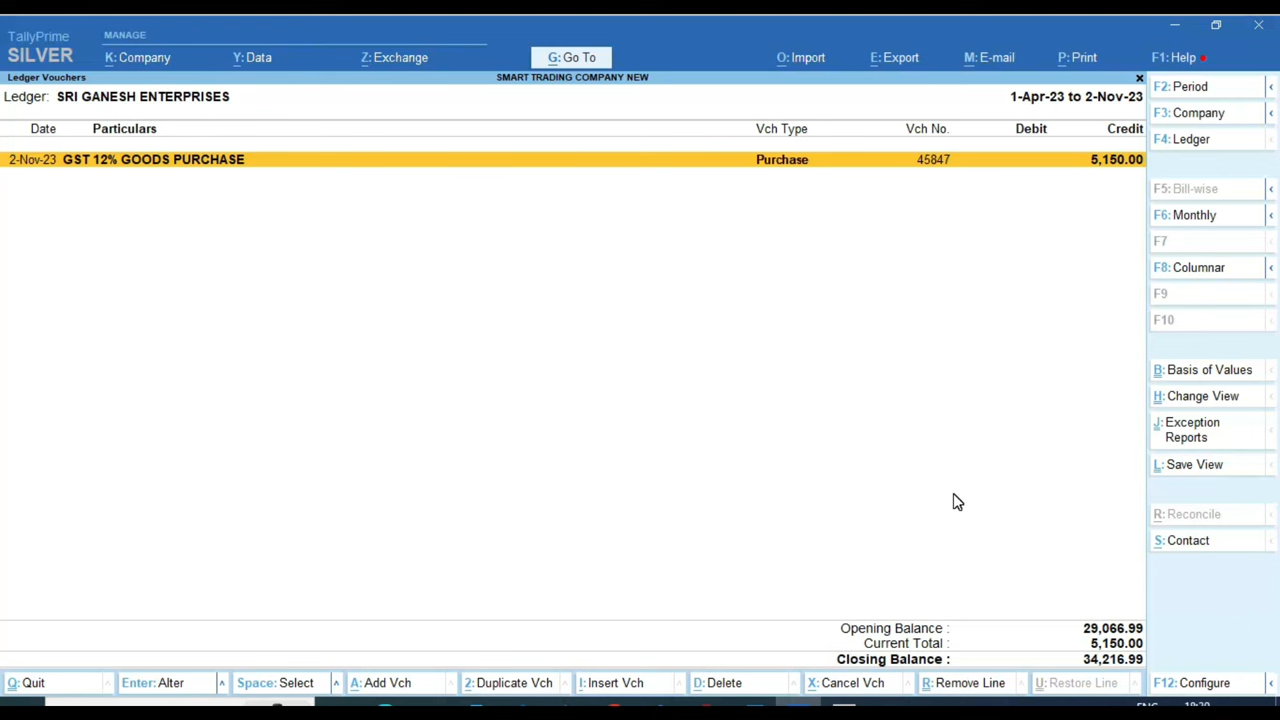 TallyPrime
SILVER
MANAGE
K: Company
Y: Data
Z: Exchange
G: Go To
O: Import
E: Export
M: E-mail
P: Print
F1: Help
Ledger Vouchers
SMART TRADING COMPANY NEW
Ledger: SRI GANESH ENTERPRISES
1-Apr-23 to 2-Nov-23
Date Particulars Vch Type Vch No. Debit Credit
2-Nov-23 GST 12% GOODS PURCHASE Purchase 45847 5,150.00
Opening Balance : 29,066.99
Current Total : 5,150.00
Closing Balance : 34,216.99
F2: Period
F3: Company
F4: Ledger
F5: Bill-wise
F6: Monthly
F7
F8: Columnar
F9
F10
B: Basis of Values
H: Change View
J: Exception
Reports
L: Save View
R: Reconcile
S: Contact
Q: Quit
Enter: Alter
Space: Select
A: Add Vch
2: Duplicate Vch
I: Insert Vch
D: Delete
X: Cancel Vch
R: Remove Line
U: Restore Line
F12: Configure